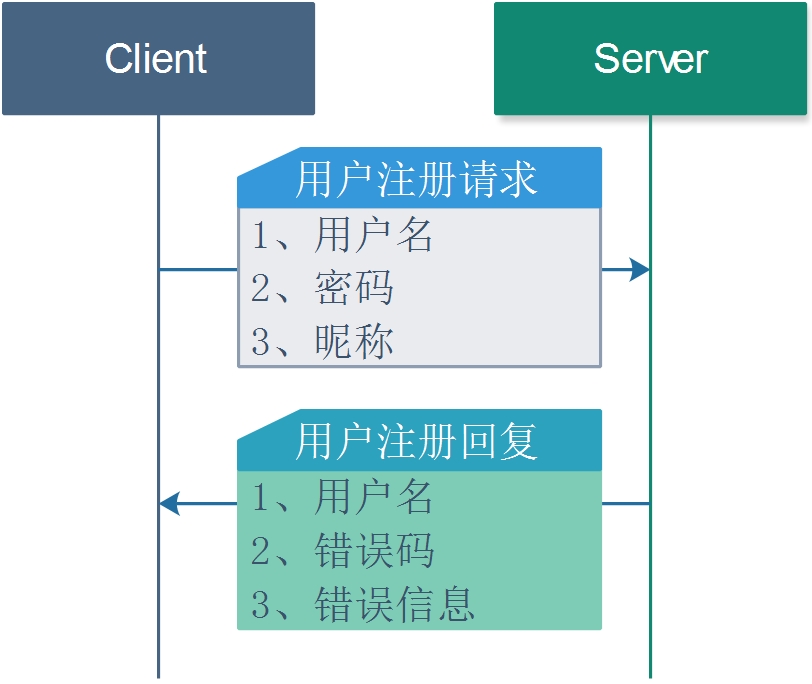 Client
Server
用户注册请求
1、用户名
2、密码
3、昵称
用户注册回复
1、用户名
2、错误码
3、错误信息